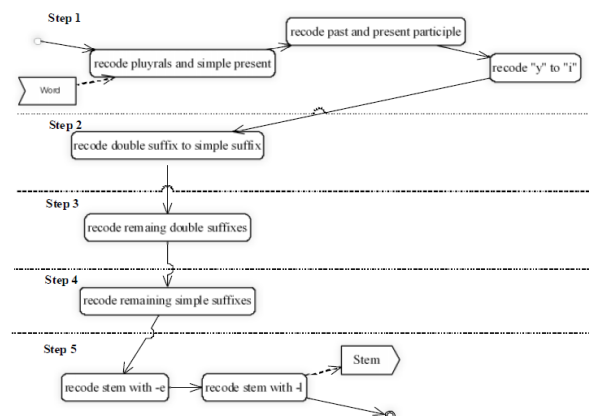 Step 1
recode past and present participle
recode pluyrals and simple present
recode "y" to "i"
Word
Step 2
recode double suffix to simple suffix
Step 3
recode remaing double suffixes
Step 4
recode remaining simple suffixes
Step 5
Stem
recode stem with -e
recode stem with -l